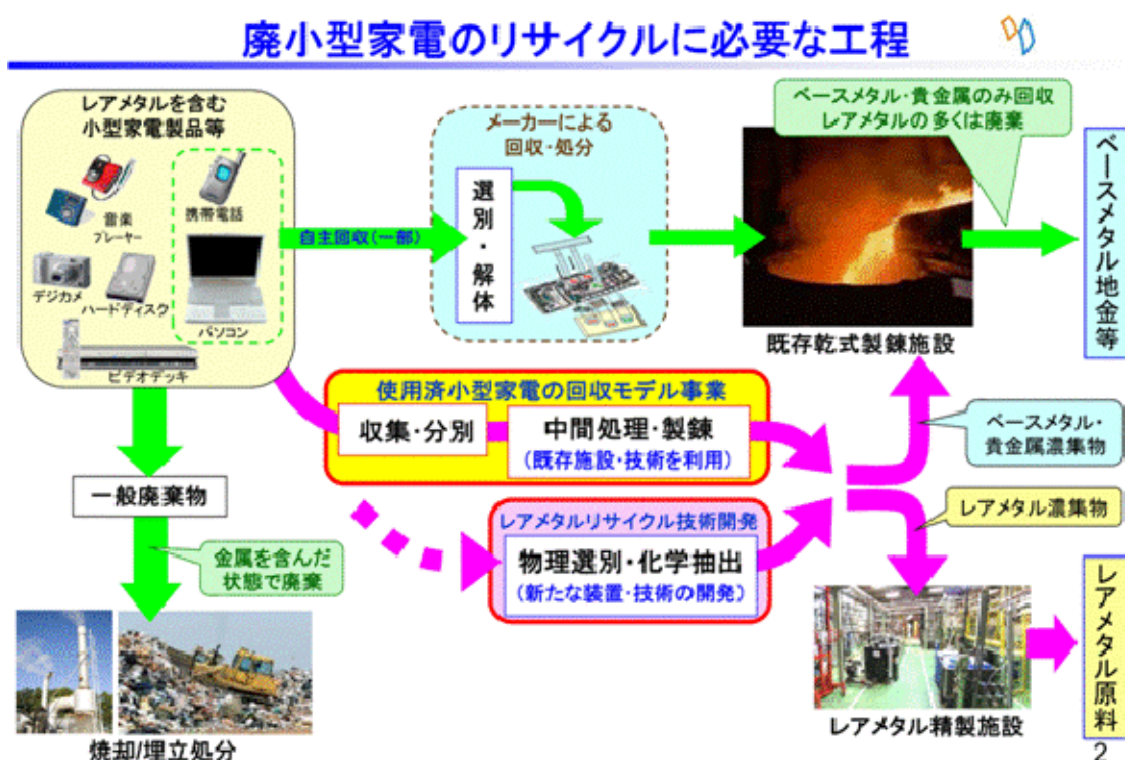 廃小型家電のリサイクルに必要な工程
レアメタルを含む
小型家電製品等
音楽
プレーヤー
携帯電話
デジカメ
ハードディスク
パソコン
ビデオデッキ
自主回収(一部)
メーカーによる
回収・処分
選別・解体
ベースメタル・貴金属のみ回収
レアメタルの多くは廃棄
既存乾式製錬施設
ベースメタル地金等
使用済小型家電の回収モデル事業
収集・分別
中間処理・製錬
(既存施設・技術を利用)
ベースメタル・
貴金属濃集物
一般廃棄物
金属を含んだ
状態で廃棄
レアメタルリサイクル技術開発
物理選別・化学抽出
(新たな装置・技術の開発)
レアメタル濃集物
レアメタル精製施設
レアメタル原料
焼却/埋立処分
2